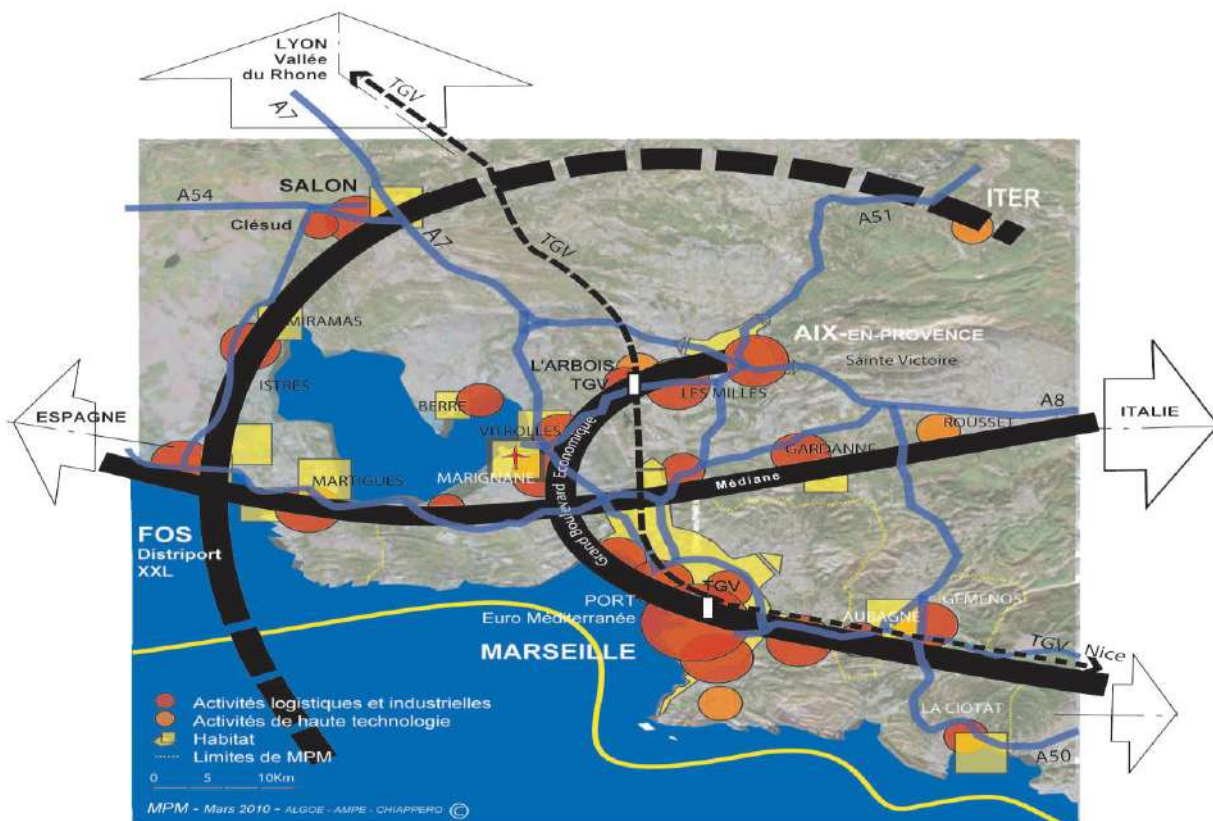 LYON
Vallée
du Rhone
TGV
A7
SALON
A54
Clésud
A7
TGV
A51
ITER
MIRAMAS
ISTRES
L'ARBOIS
TGV
AIX-EN-PROVENCE
Sainte Victoire
LES MILLES
ESPAGNE
BERRE
VITROLLES
MARIGNANE
MARTIGUES
Grand Boulevard Economique
GARDANNE
ROUSSET
A8
ITALIE
Médiane
FOS
Distriport
XXL
PORT
Euro Méditerranée
MARSEILLE
TGV
AUBAGNE
GEMENOS
TGV
Nice
LA CIOTAT
A50
Activités logistiques et industrielles
Activités de haute technologie
Habitat
Limites de MPM
0 5 10Km
MPM - Mars 2010 - ALGOE - AMPE - CHIAPPERO ©